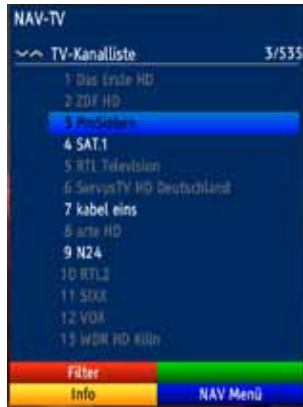 NAV-TV
TV-Kanalliste 3/535
1 Das Erste HD
2 ZDF HD
3 ProSieben
4 SAT.1
5 RTL Television
6 ServusTV HD Deutschland
7 kabel eins
8 arte HD
9 N24
10 RTL2
11 SIXX
12 VOX
13 WDR HD Köln
Filter
Info NAV Menü